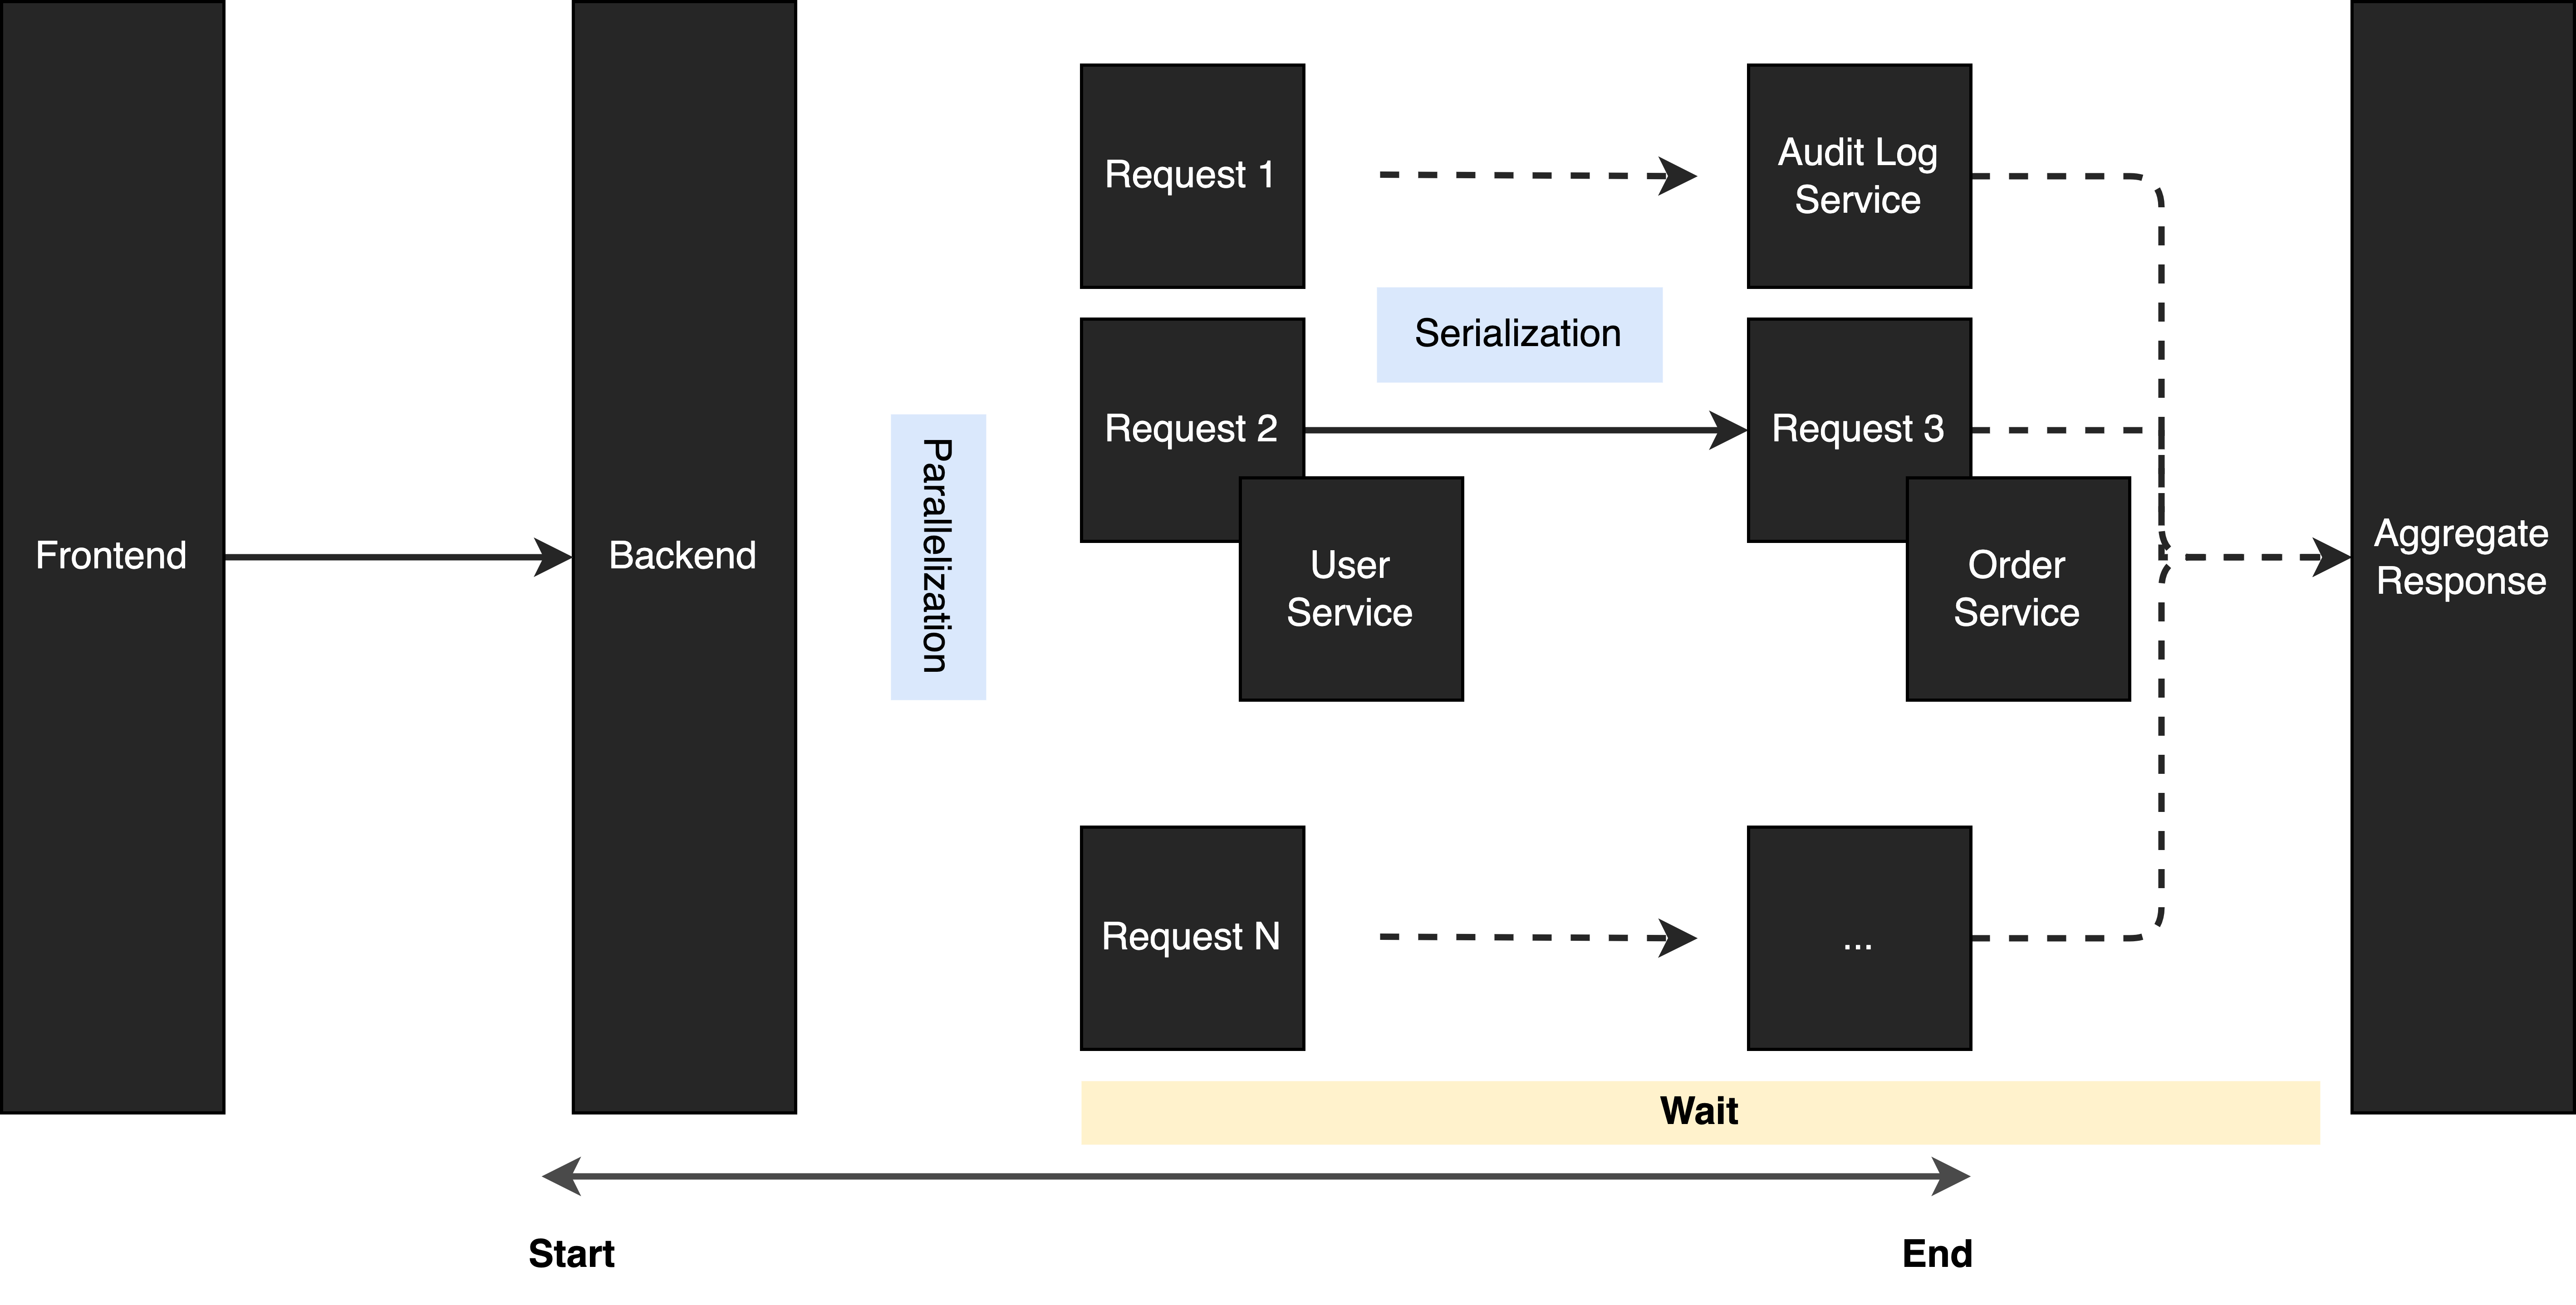 Frontend
Backend
Parallelization
Request 1
Audit Log
Service
Serialization
Request 2
Request 3
User
Service
Order
Service
Request N
...
Aggregate
Response
Wait
Start
End